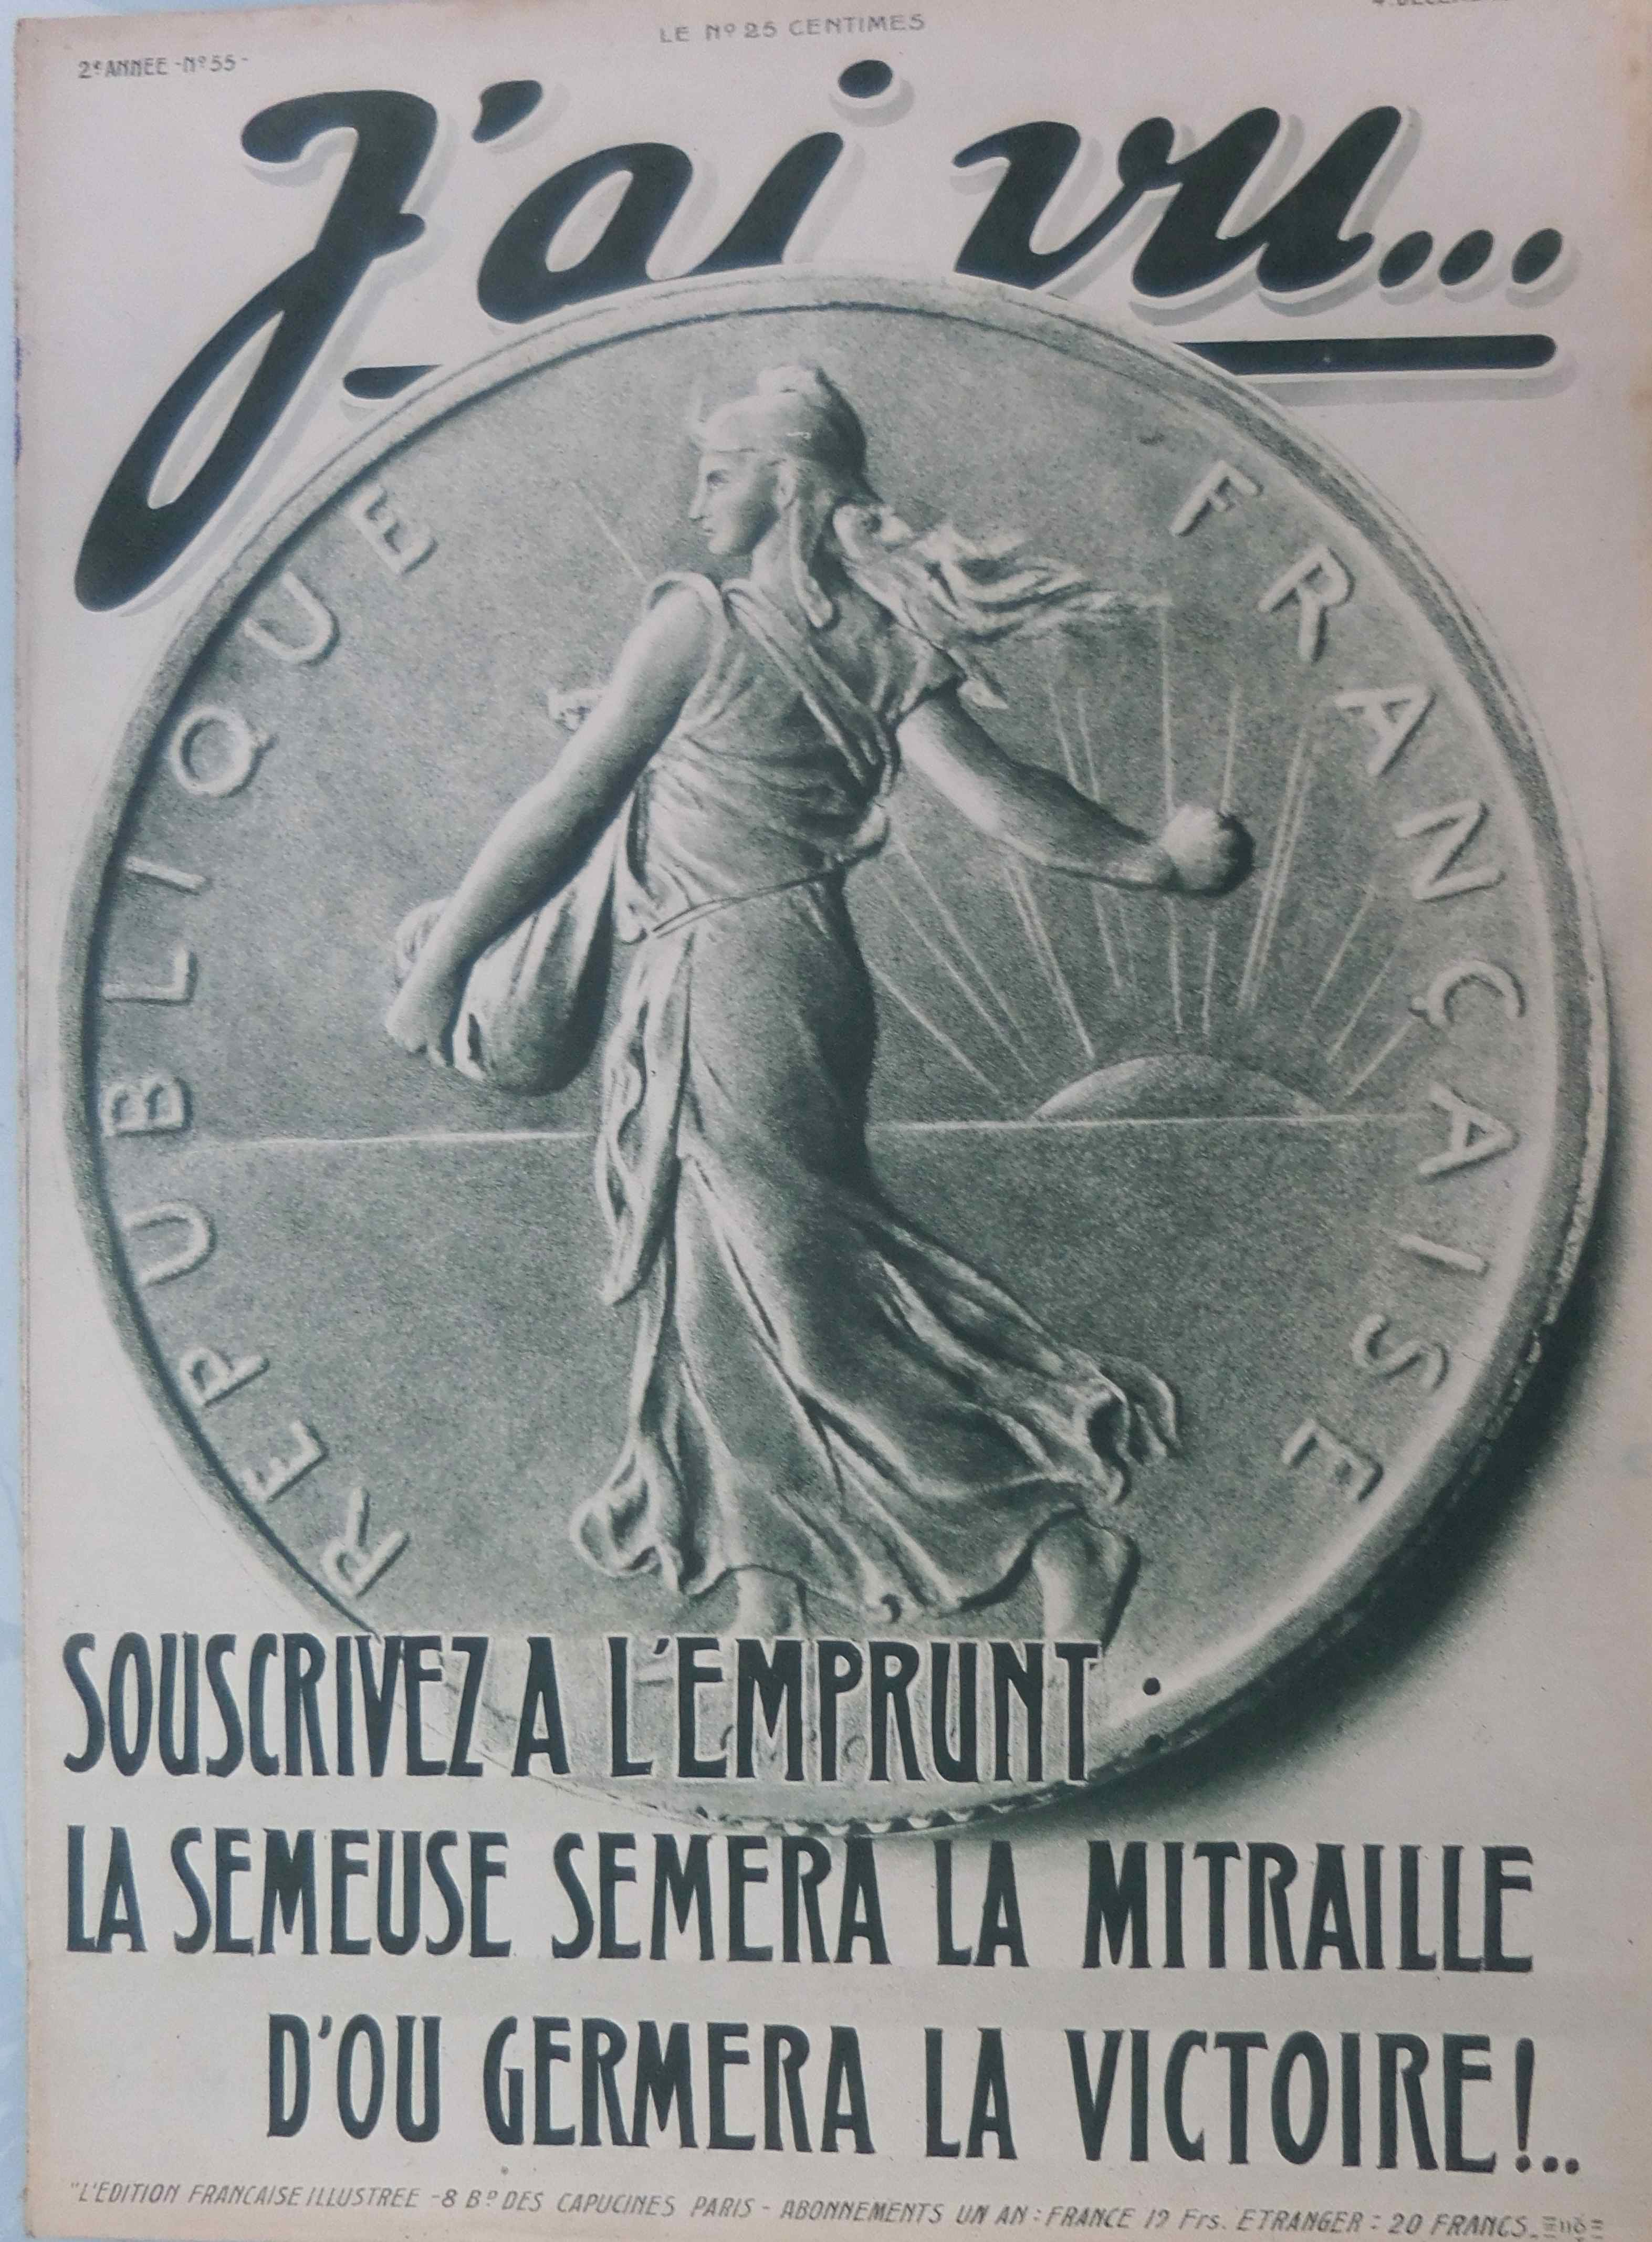 LE Nº 25 CENTIMES
2e ANNEE - Nº 55 -
J'ai vu...
REPUBLIQUE FRANÇAISE
SOUSCRIVEZ A L'EMPRUNT .
LA SEMEUSE SEMERA LA MITRAILLE
D'OU GERMERA LA VICTOIRE!..
"L'EDITION FRANCAISE ILLUSTREE - 8 Bd DES CAPUCINES PARIS - ABONNEMENTS UN AN : FRANCE 12 Frs. ETRANGER : 20 FRANCS.